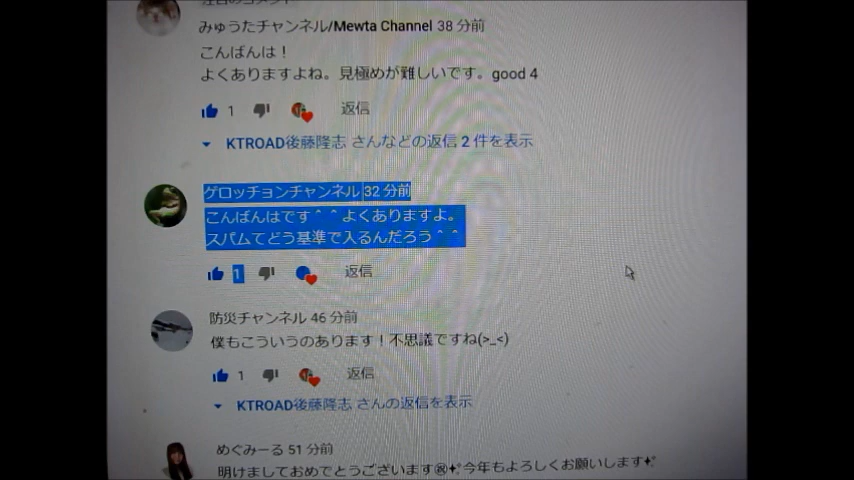 みゅうたチャンネル/Mewta Channel 38 分前
こんばんは！
よくありますよね。見極めが難しいです。good 4
1 返信
KTROAD後藤隆志 さんなどの返信 2 件を表示
ゲロッチョンチャンネル 32 分前
こんばんはです＾＾よくありますよ。
スパムてどう基準で入るんだろう＾＾
1 返信
防災チャンネル 46 分前
僕もこういうのあります！不思議ですね(>_<)
1 返信
KTROAD後藤隆志 さんの返信を表示
めぐみーる 51 分前
明けましておめでとうございます㊗✨今年もよろしくお願いします✨